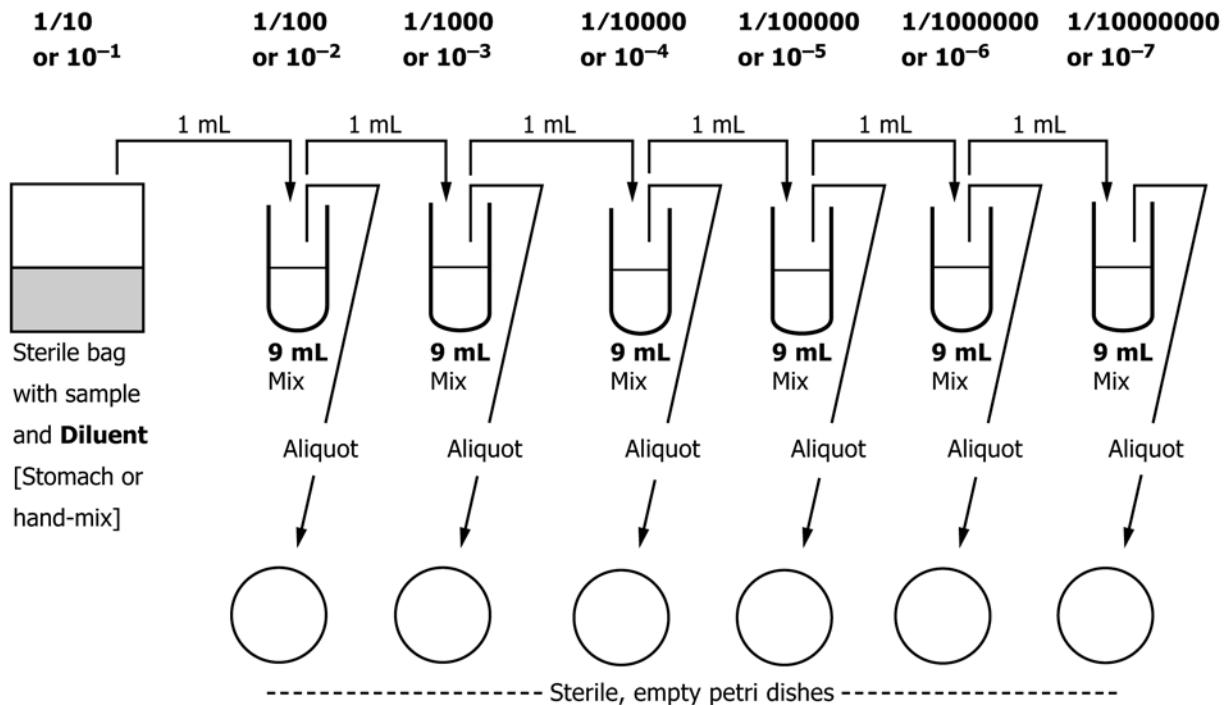 1/10 1/100 1/1000 1/10000 1/100000 1/1000000 1/10000000
or 10⁻¹ or 10⁻² or 10⁻³ or 10⁻⁴ or 10⁻⁵ or 10⁻⁶ or 10⁻⁷
1 mL 1 mL 1 mL 1 mL 1 mL 1 mL
Sterile bag
with sample
and Diluent
[Stomach or
hand-mix]
9 mL 9 mL 9 mL 9 mL 9 mL 9 mL
Mix Mix Mix Mix Mix Mix
Aliquot Aliquot Aliquot Aliquot Aliquot Aliquot
Sterile, empty petri dishes